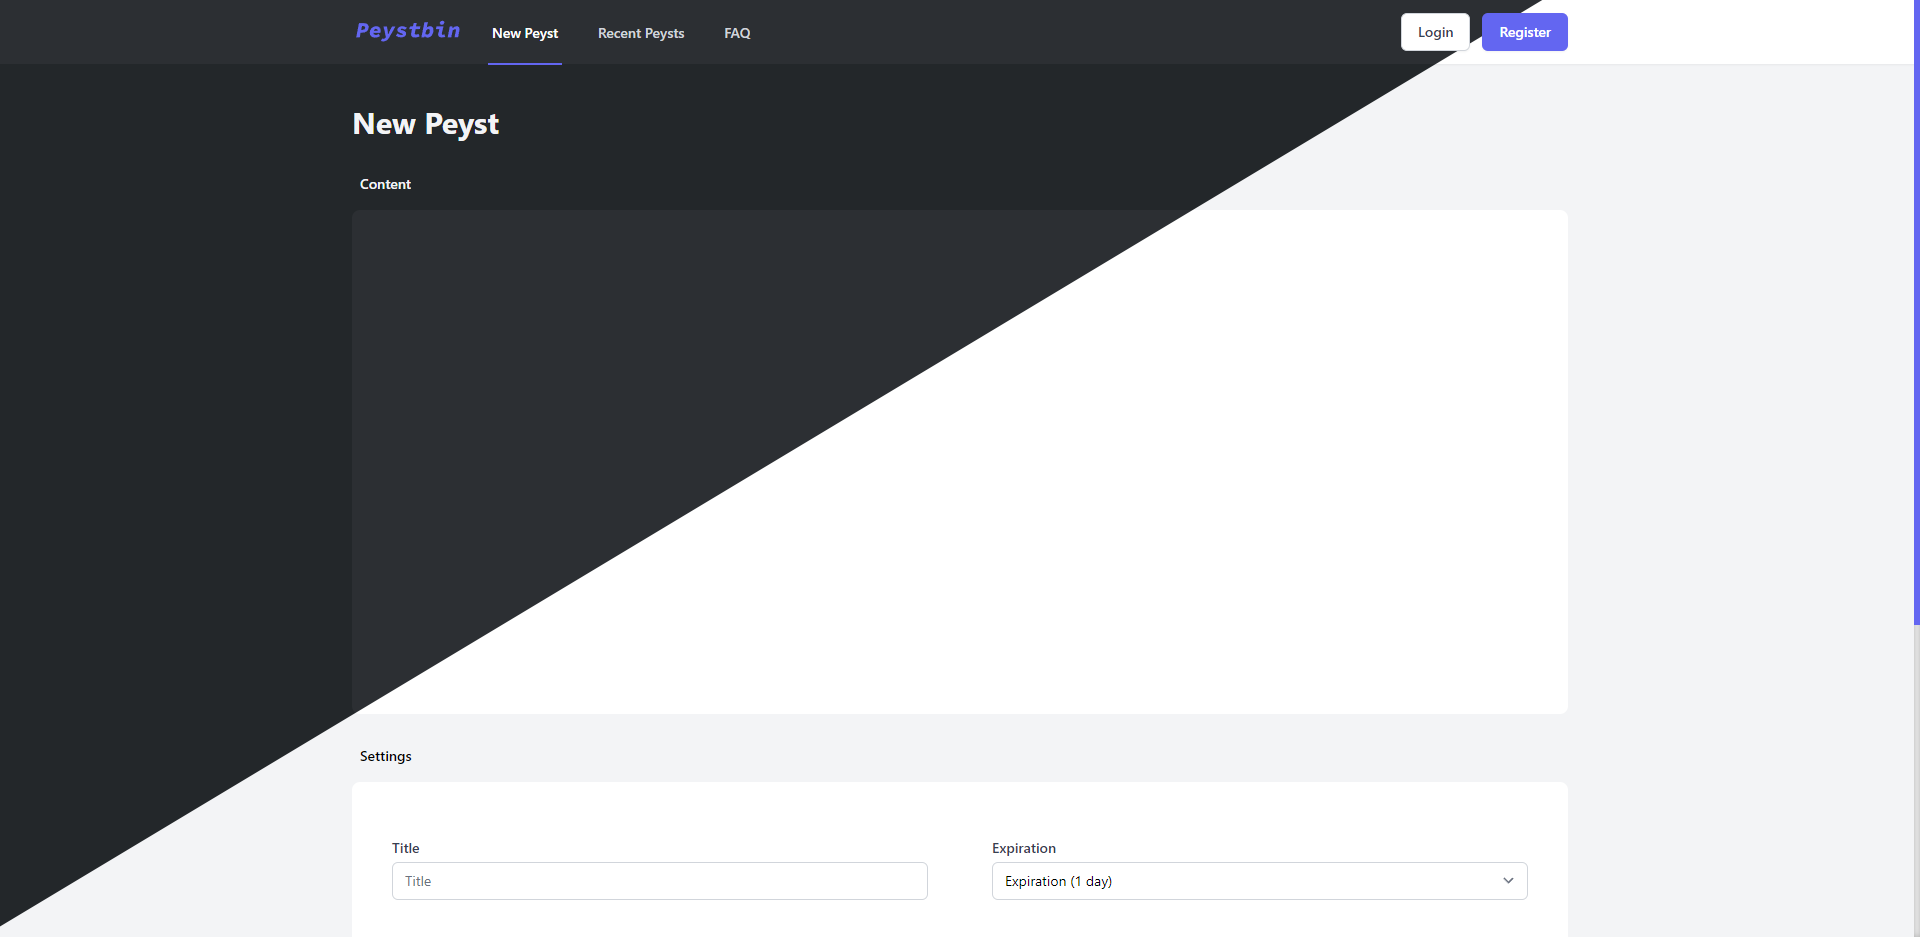 Peystbin New Peyst Recent Peysts FAQ Login Register
New Peyst
Content
Settings
Title Expiration
Title Expiration (1 day)